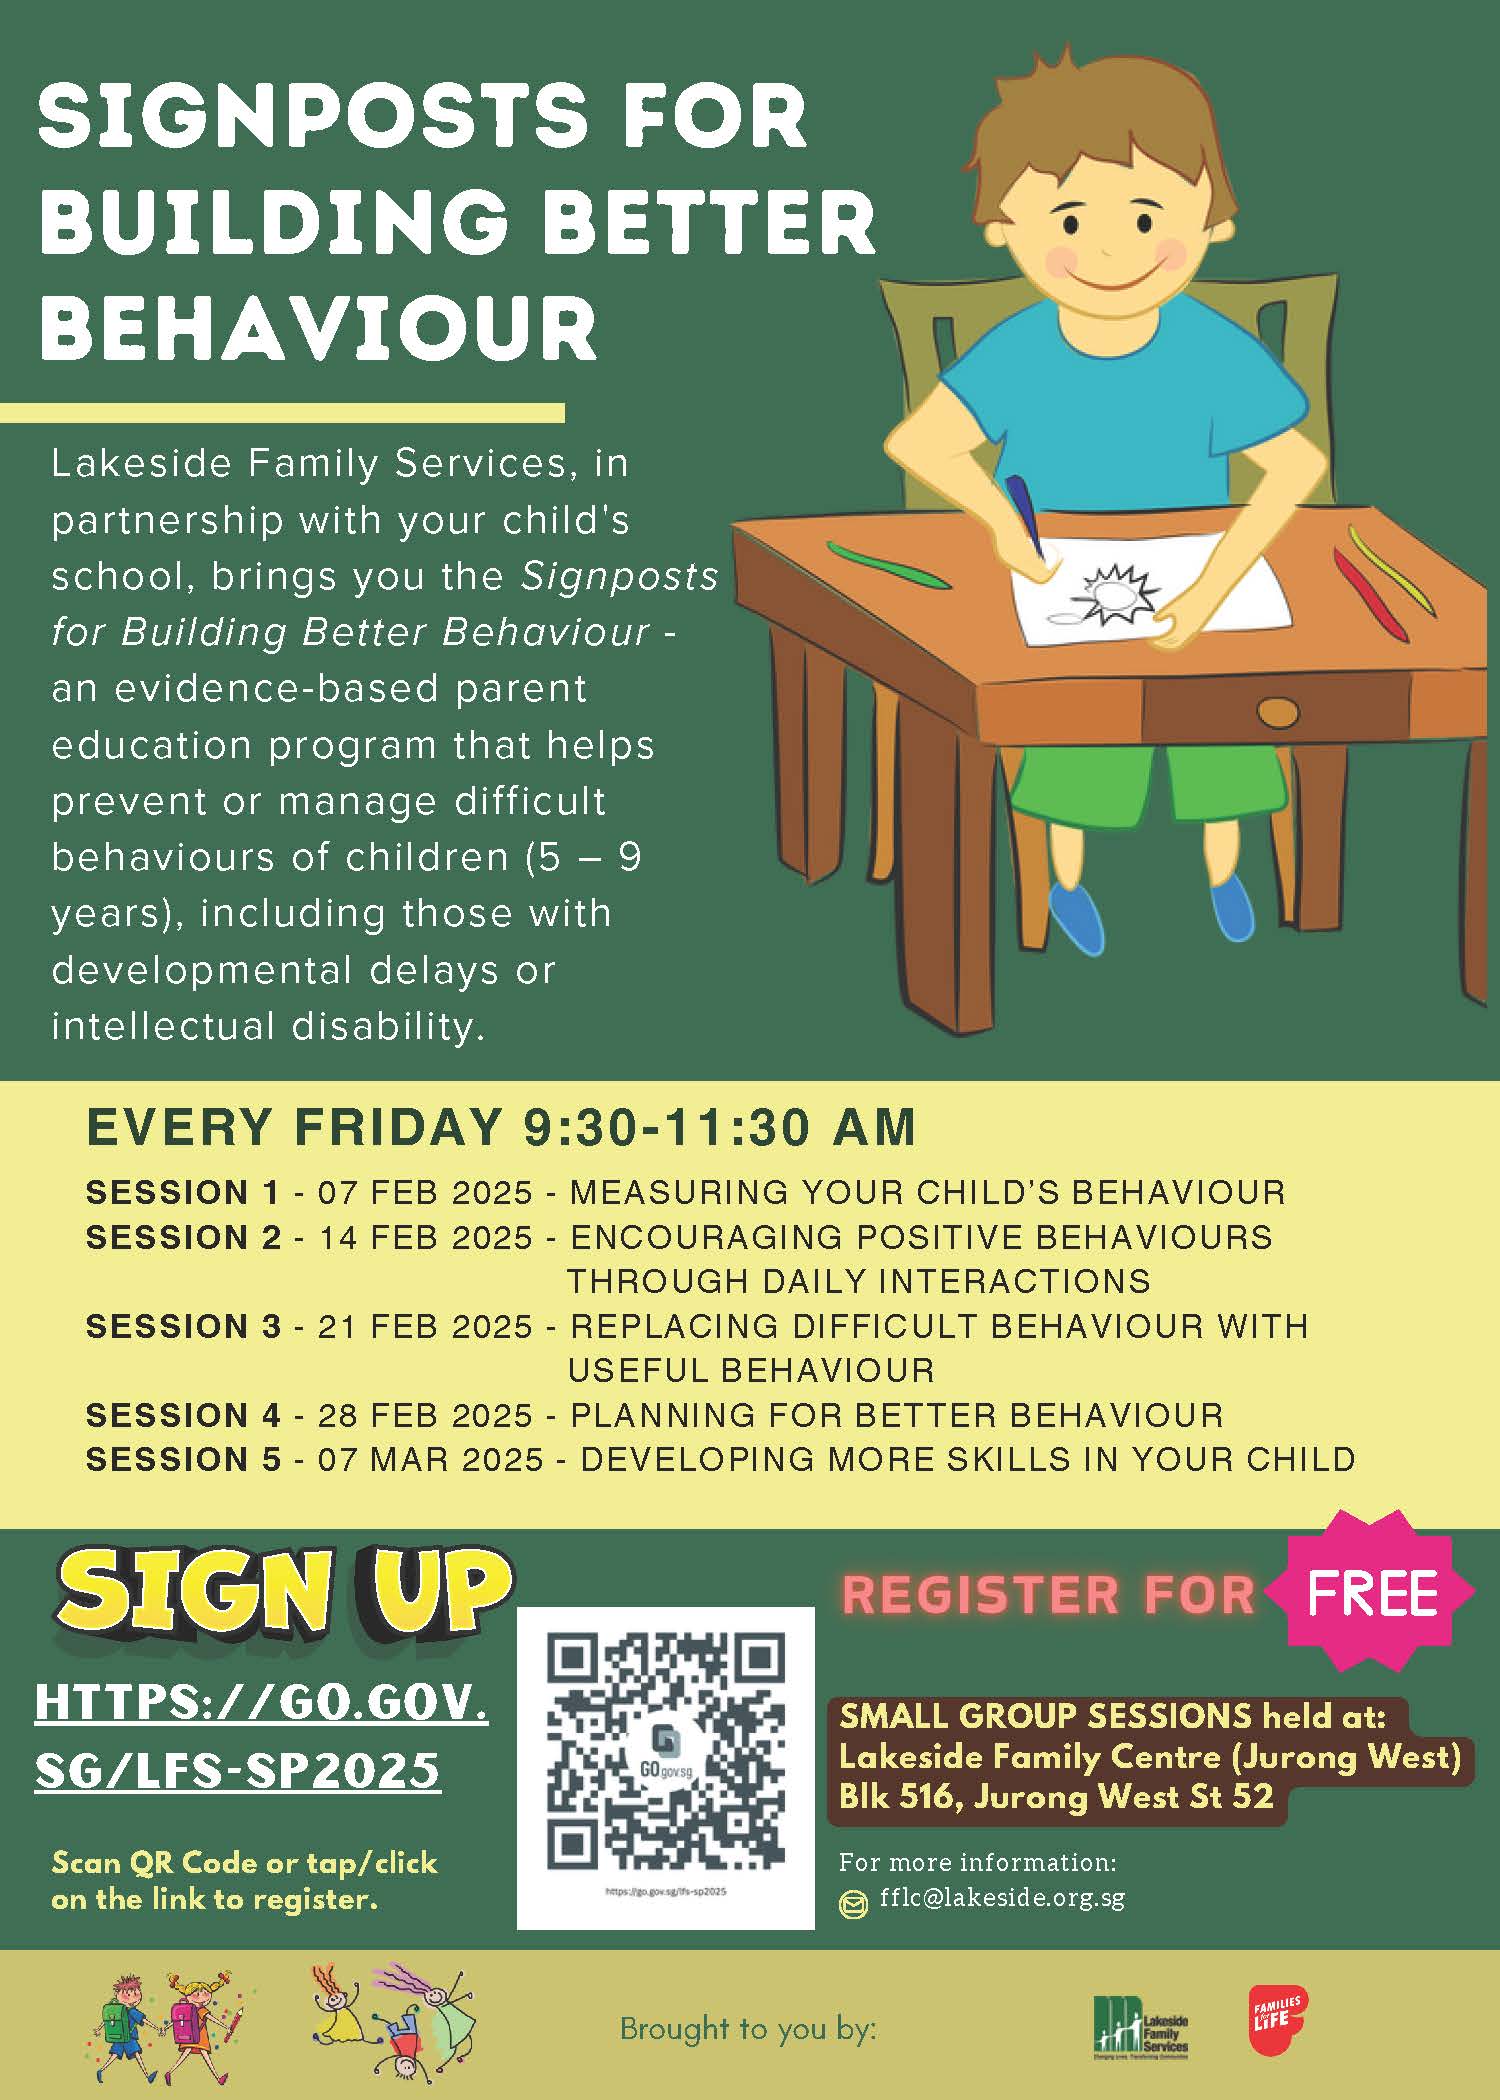 SIGNPOSTS FOR
BUILDING BETTER
BEHAVIOUR
Lakeside Family Services, in
partnership with your child's
school, brings you the Signposts
for Building Better Behaviour -
an evidence-based parent
education program that helps
prevent or manage difficult
behaviours of children (5 – 9
years), including those with
developmental delays or
intellectual disability.
EVERY FRIDAY 9:30-11:30 AM
SESSION 1 - 07 FEB 2025 - MEASURING YOUR CHILD'S BEHAVIOUR
SESSION 2 - 14 FEB 2025 - ENCOURAGING POSITIVE BEHAVIOURS
THROUGH DAILY INTERACTIONS
SESSION 3 - 21 FEB 2025 - REPLACING DIFFICULT BEHAVIOUR WITH
USEFUL BEHAVIOUR
SESSION 4 - 28 FEB 2025 - PLANNING FOR BETTER BEHAVIOUR
SESSION 5 - 07 MAR 2025 - DEVELOPING MORE SKILLS IN YOUR CHILD
SIGN UP
HTTPS://GO.GOV.
SG/LFS-SP2025
Scan QR Code or tap/click
on the link to register.
GOgov.sg
https://go.gov.sg/lfs-sp2025
REGISTER FOR FREE
SMALL GROUP SESSIONS held at:
Lakeside Family Centre (Jurong West)
Blk 516, Jurong West St 52
For more information:
fflc@lakeside.org.sg
Brought to you by:
Lakeside
Family
Services
Changing Lives. Transforming Communities
FAMILIES
for
LiFE